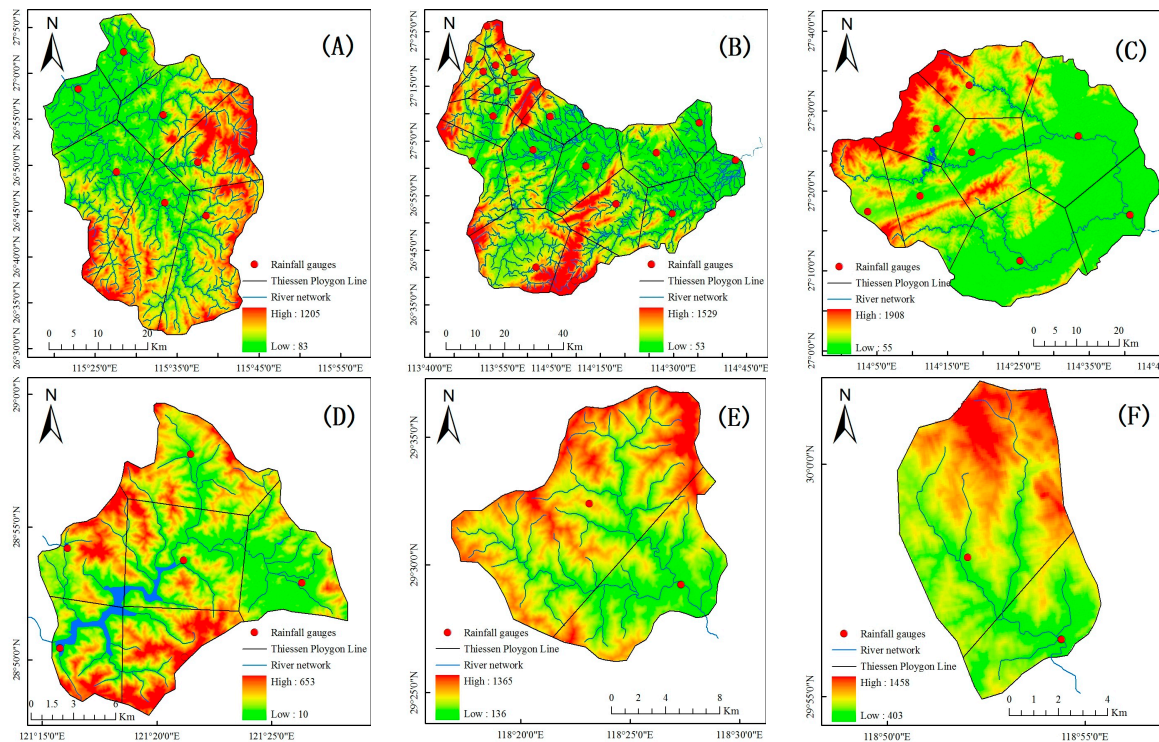 (A)
N
27°5'0"N
27°0'0"N
26°55'0"N
26°50'0"N
26°45'0"N
26°40'0"N
26°35'0"N
26°30'0"N
Rainfall gauges
Thiessen Ploygon Line
River network
High : 1205
Low : 83
0 5 10 20
Km
115°25'0"E 115°35'0"E 115°45'0"E 115°55'0"E
(B)
N
27°25'0"N
27°15'0"N
27°5'0"N
26°55'0"N
26°45'0"N
26°35'0"N
Rainfall gauges
Thiessen Ploygon Line
River network
High : 1529
Low : 53
0 10 20 40
Km
113°45'0"E 113°55'0"E 114°5'0"E 114°15'0"E 114°25'0"E 114°35'0"E 114°45'0"E
(C)
N
27°40'0"N
27°30'0"N
27°20'0"N
27°10'0"N
27°0'0"N
Rainfall gauges
Thiessen Ploygon Line
River network
High : 1908
Low : 55
0 5 10 20
Km
114°5'0"E 114°15'0"E 114°25'0"E 114°35'0"E
(D)
N
29°0'0"N
28°55'0"N
28°50'0"N
Rainfall gauges
Thiessen Ploygon Line
River network
High : 653
Low : 10
0 1.5 3 6
Km
121°15'0"E 121°20'0"E 121°25'0"E
(E)
N
29°35'0"N
29°30'0"N
29°25'0"N
Rainfall gauges
Thiessen Ploygon Line
River network
High : 1365
Low : 136
0 2 4 8
Km
118°20'0"E 118°25'0"E 118°30'0"E
(F)
N
30°0'0"N
29°55'0"N
Rainfall gauges
River network
Thiessen Ploygon Line
High : 1458
Low : 403
0 1 2 4
Km
118°50'0"E 118°55'0"E